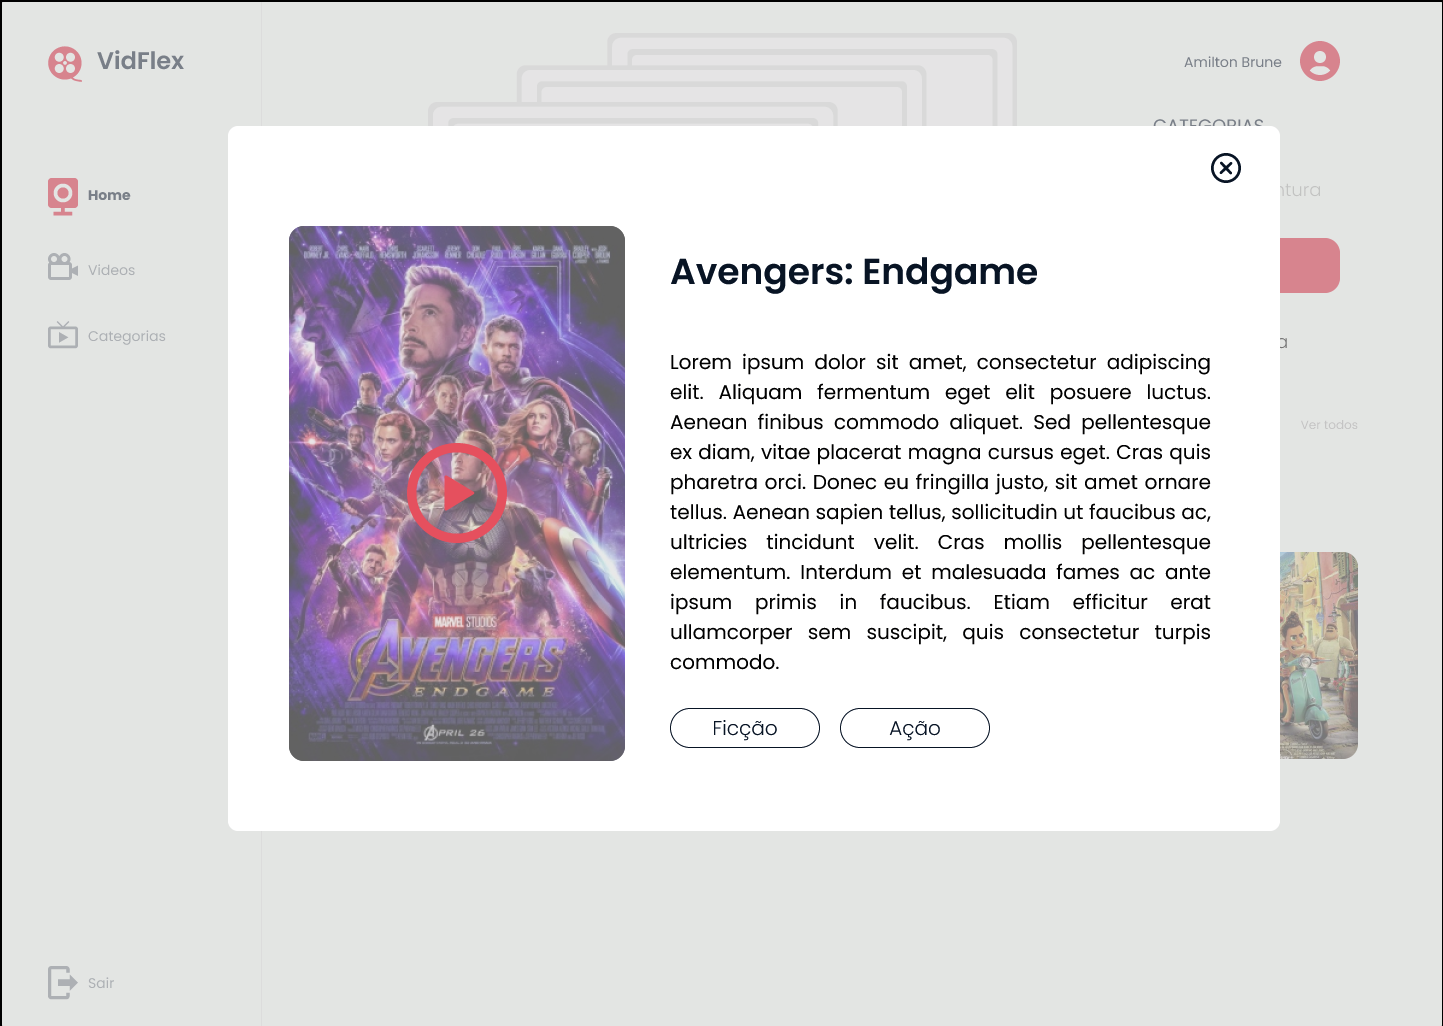 VidFlex
Amilton Brune
CATEGORIAS
Home
Videos
Categorias
Ver todos
Avengers: Endgame
Lorem ipsum dolor sit amet, consectetur adipiscing
elit. Aliquam fermentum eget elit posuere luctus.
Aenean finibus commodo aliquet. Sed pellentesque
ex diam, vitae placerat magna cursus eget. Cras quis
pharetra orci. Donec eu fringilla justo, sit amet ornare
tellus. Aenean sapien tellus, sollicitudin ut faucibus ac,
ultricies tincidunt velit. Cras mollis pellentesque
elementum. Interdum et malesuada fames ac ante
ipsum primis in faucibus. Etiam efficitur erat
ullamcorper sem suscipit, quis consectetur turpis
commodo.
Ficção
Ação
MARVEL STUDIOS
AVENGERS
ENDGAME
APRIL 26
Sair